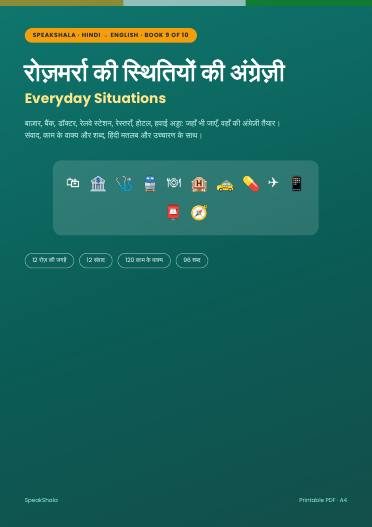 SPEAKSHALA · HINDI → ENGLISH · BOOK 9 OF 10
रोज़मर्रा की स्थितियों की अंग्रेज़ी
Everyday Situations
बाज़ार, बैंक, डॉक्टर, रेलवे स्टेशन, रेस्तराँ, होटल, हवाई अड्डा: जहाँ भी जाएँ, वहाँ की अंग्रेज़ी तैयार।
संवाद, काम के वाक्य और शब्द, हिंदी मतलब और उच्चारण के साथ।
12 रोज़ की जगहें
12 संवाद
120 काम के वाक्य
96 शब्द
SpeakShala
Printable PDF · A4